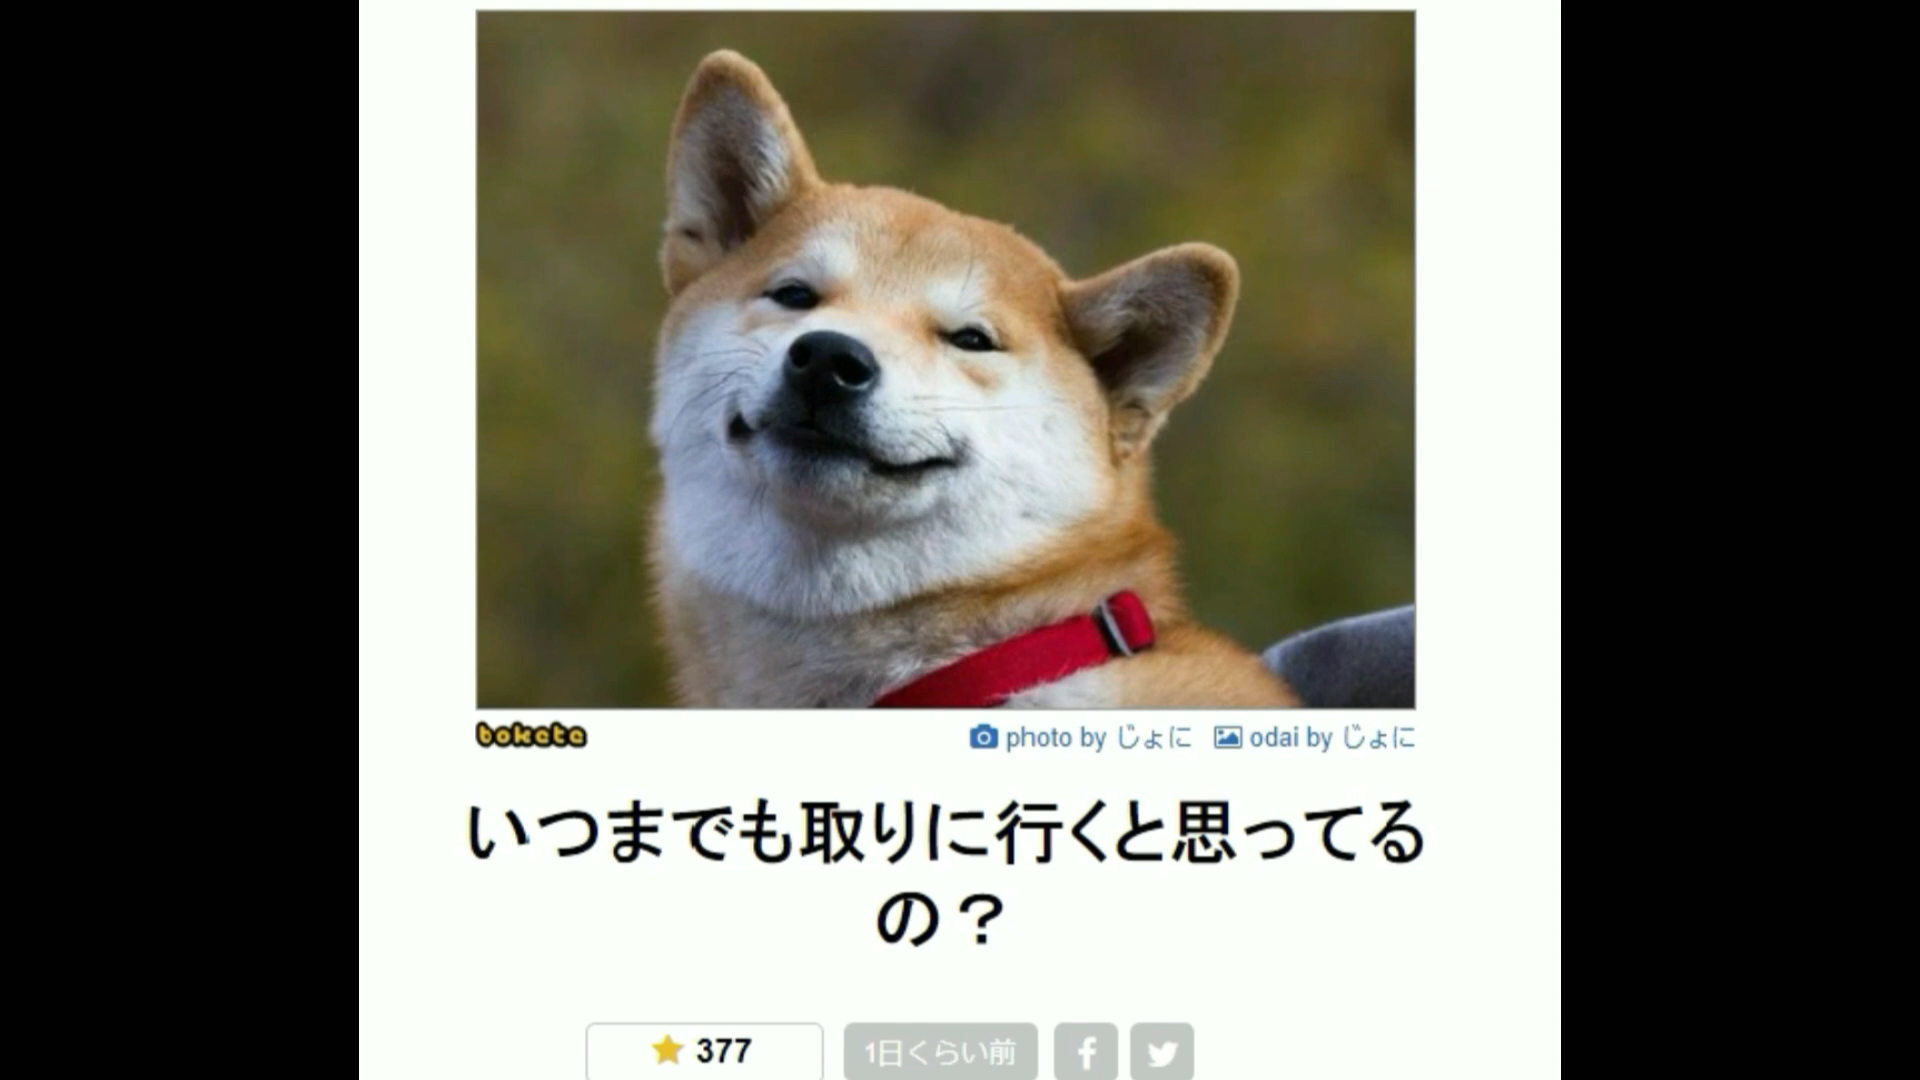 bokete
photo by じょに odai by じょに
いつまでも取りに行くと思ってる
の？
377
1日くらい前